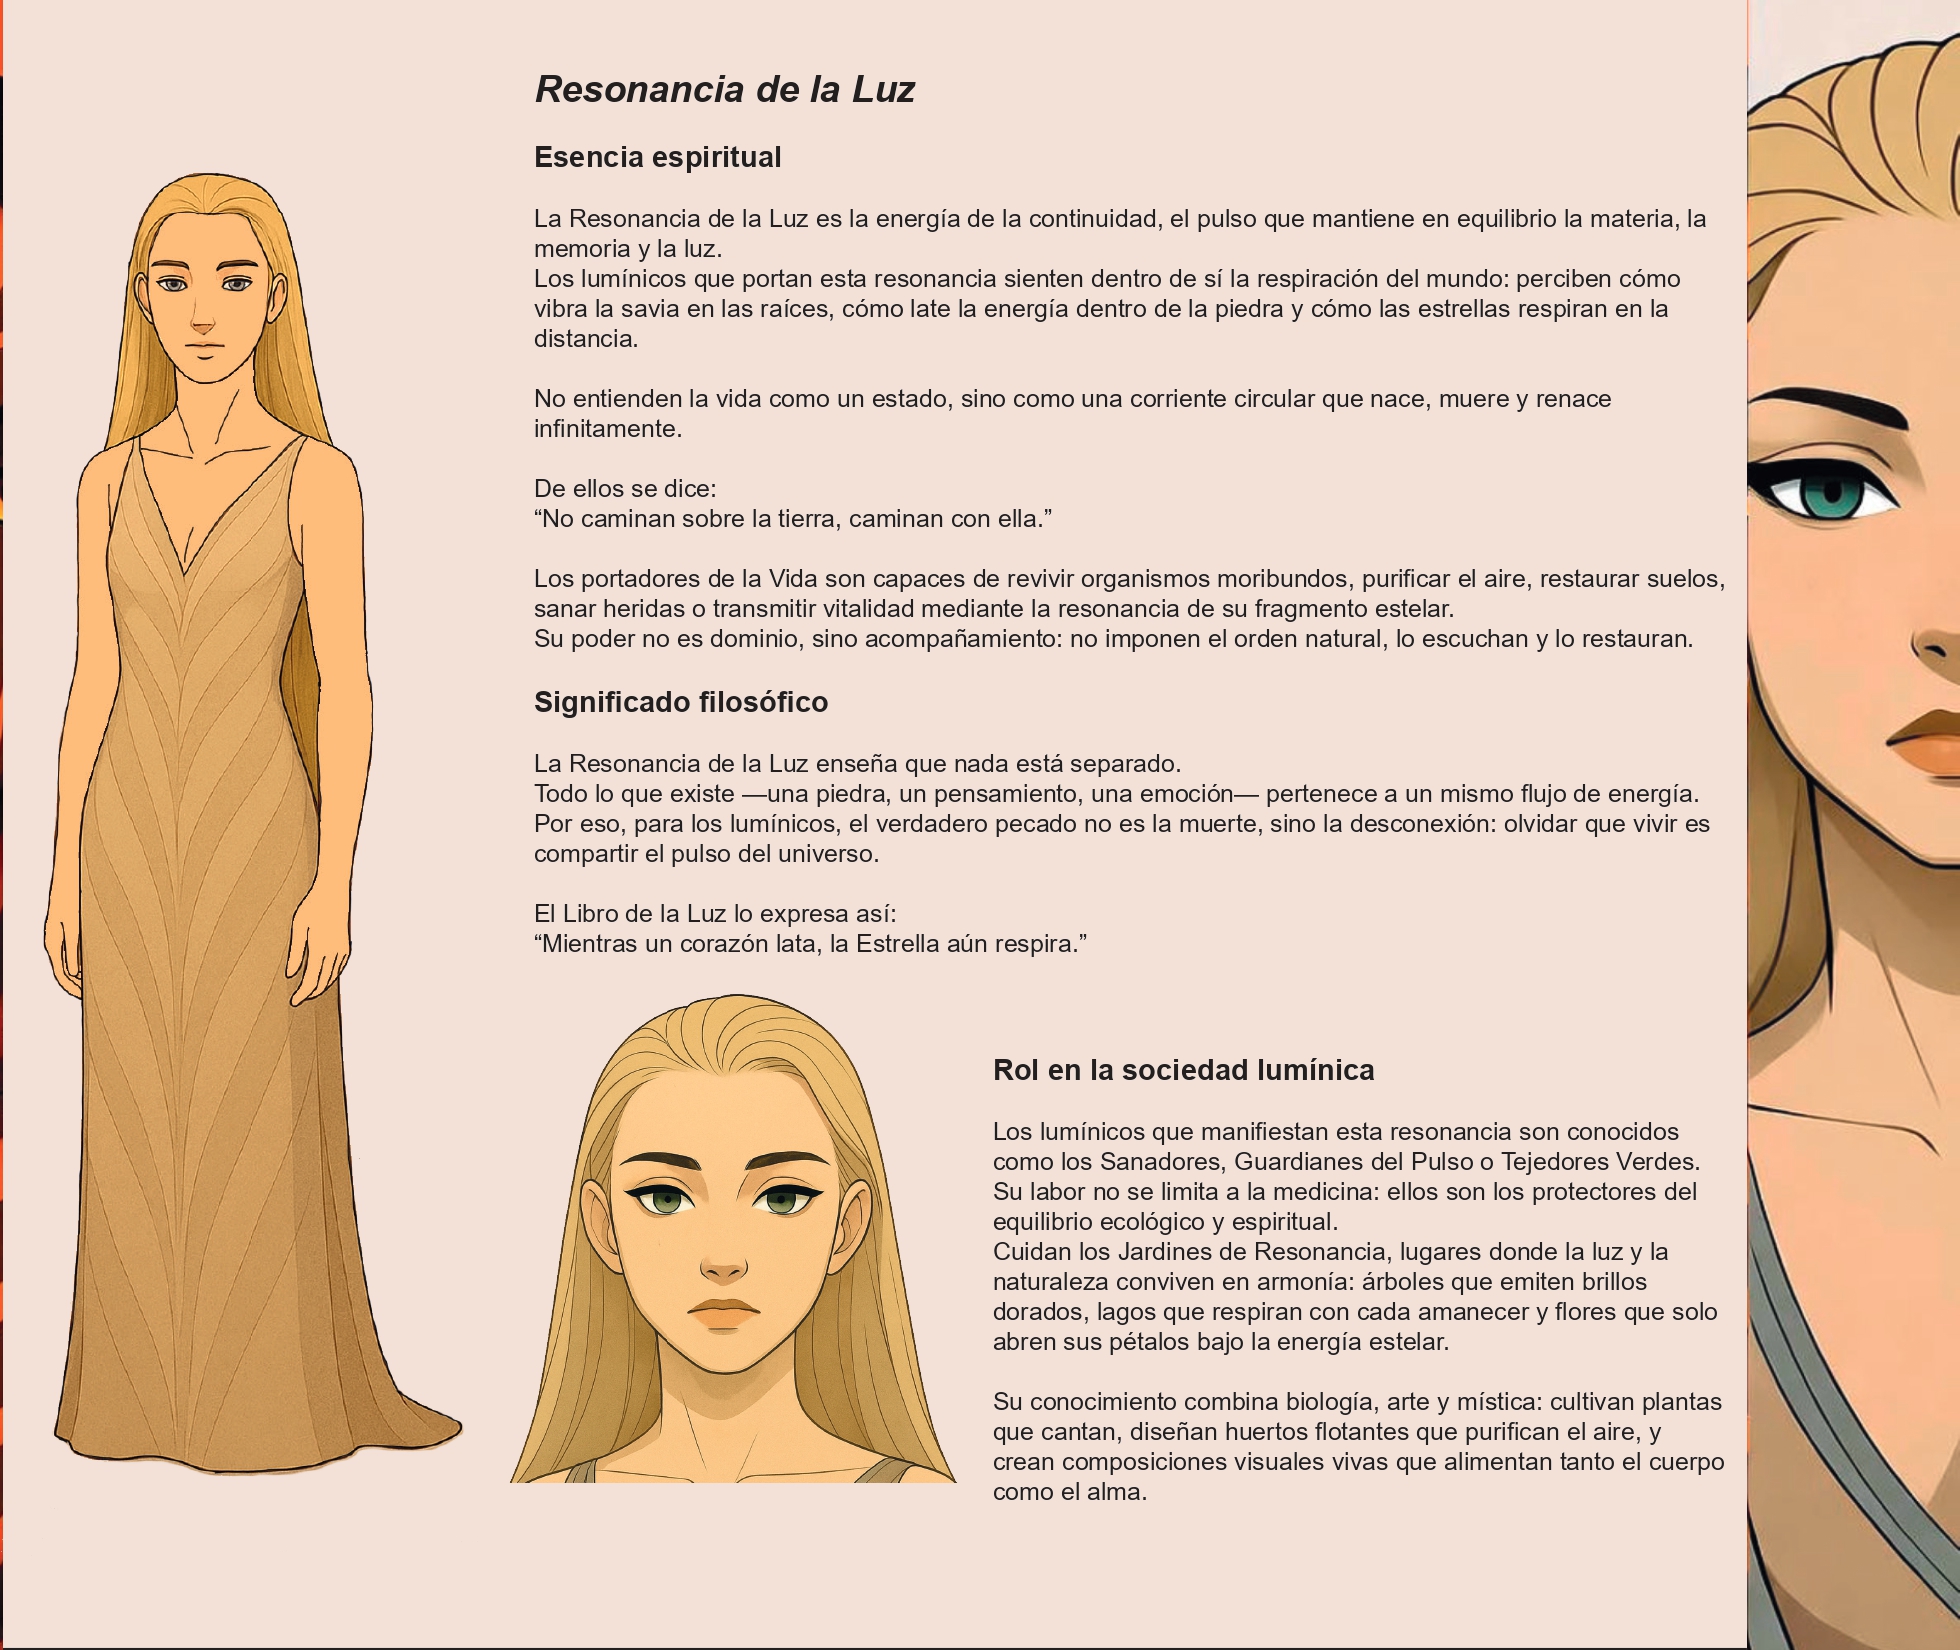 Resonancia de la Luz
Esencia espiritual
La Resonancia de la Luz es la energía de la continuidad, el pulso que mantiene en equilibrio la materia, la
memoria y la luz.
Los lumínicos que portan esta resonancia sienten dentro de sí la respiración del mundo: perciben cómo
vibra la savia en las raíces, cómo late la energía dentro de la piedra y cómo las estrellas respiran en la
distancia.
No entienden la vida como un estado, sino como una corriente circular que nace, muere y renace
infinitamente.
De ellos se dice:
“No caminan sobre la tierra, caminan con ella.”
Los portadores de la Vida son capaces de revivir organismos moribundos, purificar el aire, restaurar suelos,
sanar heridas o transmitir vitalidad mediante la resonancia de su fragmento estelar.
Su poder no es dominio, sino acompañamiento: no imponen el orden natural, lo escuchan y lo restauran.
Significado filosófico
La Resonancia de la Luz enseña que nada está separado.
Todo lo que existe —una piedra, un pensamiento, una emoción— pertenece a un mismo flujo de energía.
Por eso, para los lumínicos, el verdadero pecado no es la muerte, sino la desconexión: olvidar que vivir es
compartir el pulso del universo.
El Libro de la Luz lo expresa así:
“Mientras un corazón lata, la Estrella aún respira.”
Rol en la sociedad lumínica
Los lumínicos que manifiestan esta resonancia son conocidos
como los Sanadores, Guardianes del Pulso o Tejedores Verdes.
Su labor no se limita a la medicina: ellos son los protectores del
equilibrio ecológico y espiritual.
Cuidan los Jardines de Resonancia, lugares donde la luz y la
naturaleza conviven en armonía: árboles que emiten brillos
dorados, lagos que respiran con cada amanecer y flores que solo
abren sus pétalos bajo la energía estelar.
Su conocimiento combina biología, arte y mística: cultivan plantas
que cantan, diseñan huertos flotantes que purifican el aire, y
crean composiciones visuales vivas que alimentan tanto el cuerpo
como el alma.